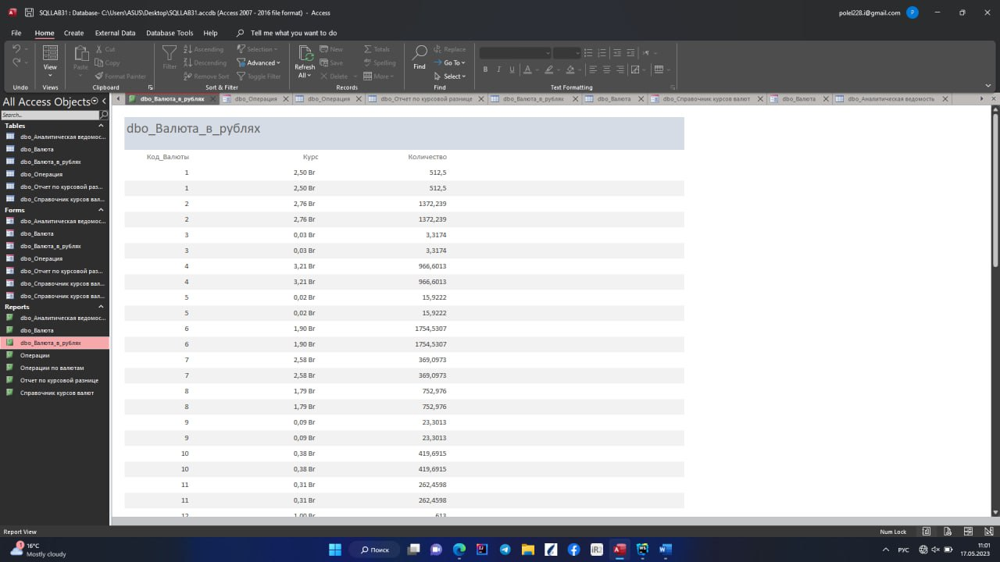 SQLLAB31 : Database- C:\Users\ASUS\Desktop\SQLLAB31.accdb (Access 2007 - 2016 file format) - Access
polel228.i@gmail.com
P
File Home Create External Data Database Tools Help Tell me what you want to do
View
Paste
Cut
Copy
Format Painter
Filter
Ascending
Descending
Remove Sort
Selection
Advanced
Toggle Filter
Refresh All
New
Save
Delete
Totals
Spelling
More
Find
Replace
Go To
Select
B I U
Undo Views Clipboard Sort & Filter Records Find Text Formatting
All Access Objects
Search...
dbo_Валюта_в_рублях dbo_Операция dbo_Операция dbo_Отчет по курсовой разнице dbo_Валюта_в_рублях dbo_Валюта dbo_Справочник курсов валют dbo_Валюта dbo_Аналитическая ведомость
Tables
dbo_Аналитическая ведомос...
dbo_Валюта
dbo_Валюта_в_рублях
dbo_Операция
dbo_Отчет по курсовой раз...
dbo_Справочник курсов вал...
Forms
dbo_Аналитическая ведомос...
dbo_Валюта
dbo_Валюта_в_рублях
dbo_Операция
dbo_Отчет по курсовой раз...
dbo_Справочник курсов вал...
dbo_Справочник курсов вал...
Reports
dbo_Аналитическая ведомос...
dbo_Валюта
dbo_Валюта_в_рублях
Операции
Операции по валютам
Отчет по курсовой разнице
Справочник курсов валют
dbo_Валюта_в_рублях
Код_Валюты Курс Количество
1 2,50 Br 512,5
1 2,50 Br 512,5
2 2,76 Br 1372,239
2 2,76 Br 1372,239
3 0,03 Br 3,3174
3 0,03 Br 3,3174
4 3,21 Br 966,6013
4 3,21 Br 966,6013
5 0,02 Br 15,9222
5 0,02 Br 15,9222
6 1,90 Br 1754,5307
6 1,90 Br 1754,5307
7 2,58 Br 369,0973
7 2,58 Br 369,0973
8 1,79 Br 752,976
8 1,79 Br 752,976
9 0,09 Br 23,3013
9 0,09 Br 23,3013
10 0,38 Br 419,6915
10 0,38 Br 419,6915
11 0,31 Br 262,4598
11 0,31 Br 262,4598
12 1,00 Br 613
Report View
Num Lock
1
16°C
Mostly cloudy
Поиск
iR2
W
РУС
11:01
17.05.2023